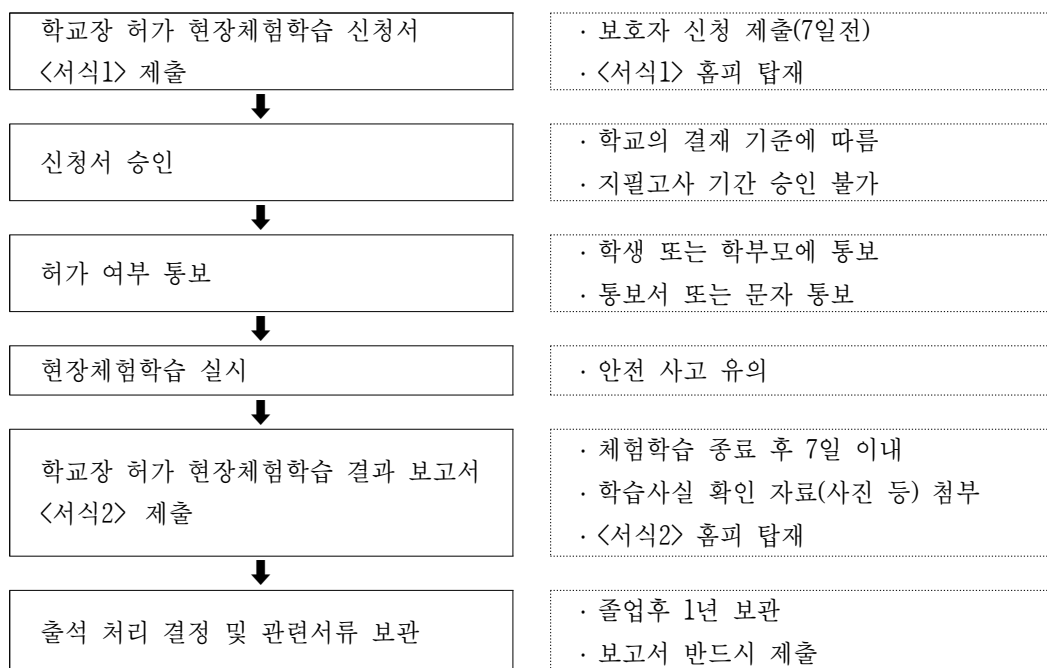 학교장 허가 현장체험학습 신청서
<서식1> 제출
· 보호자 신청 제출(7일전)
· <서식1> 홈피 탑재
신청서 승인
· 학교의 결재 기준에 따름
· 지필고사 기간 승인 불가
허가 여부 통보
· 학생 또는 학부모에 통보
· 통보서 또는 문자 통보
현장체험학습 실시
· 안전 사고 유의
학교장 허가 현장체험학습 결과 보고서
<서식2> 제출
· 체험학습 종료 후 7일 이내
· 학습사실 확인 자료(사진 등) 첨부
· <서식2> 홈피 탑재
출석 처리 결정 및 관련서류 보관
· 졸업후 1년 보관
· 보고서 반드시 제출